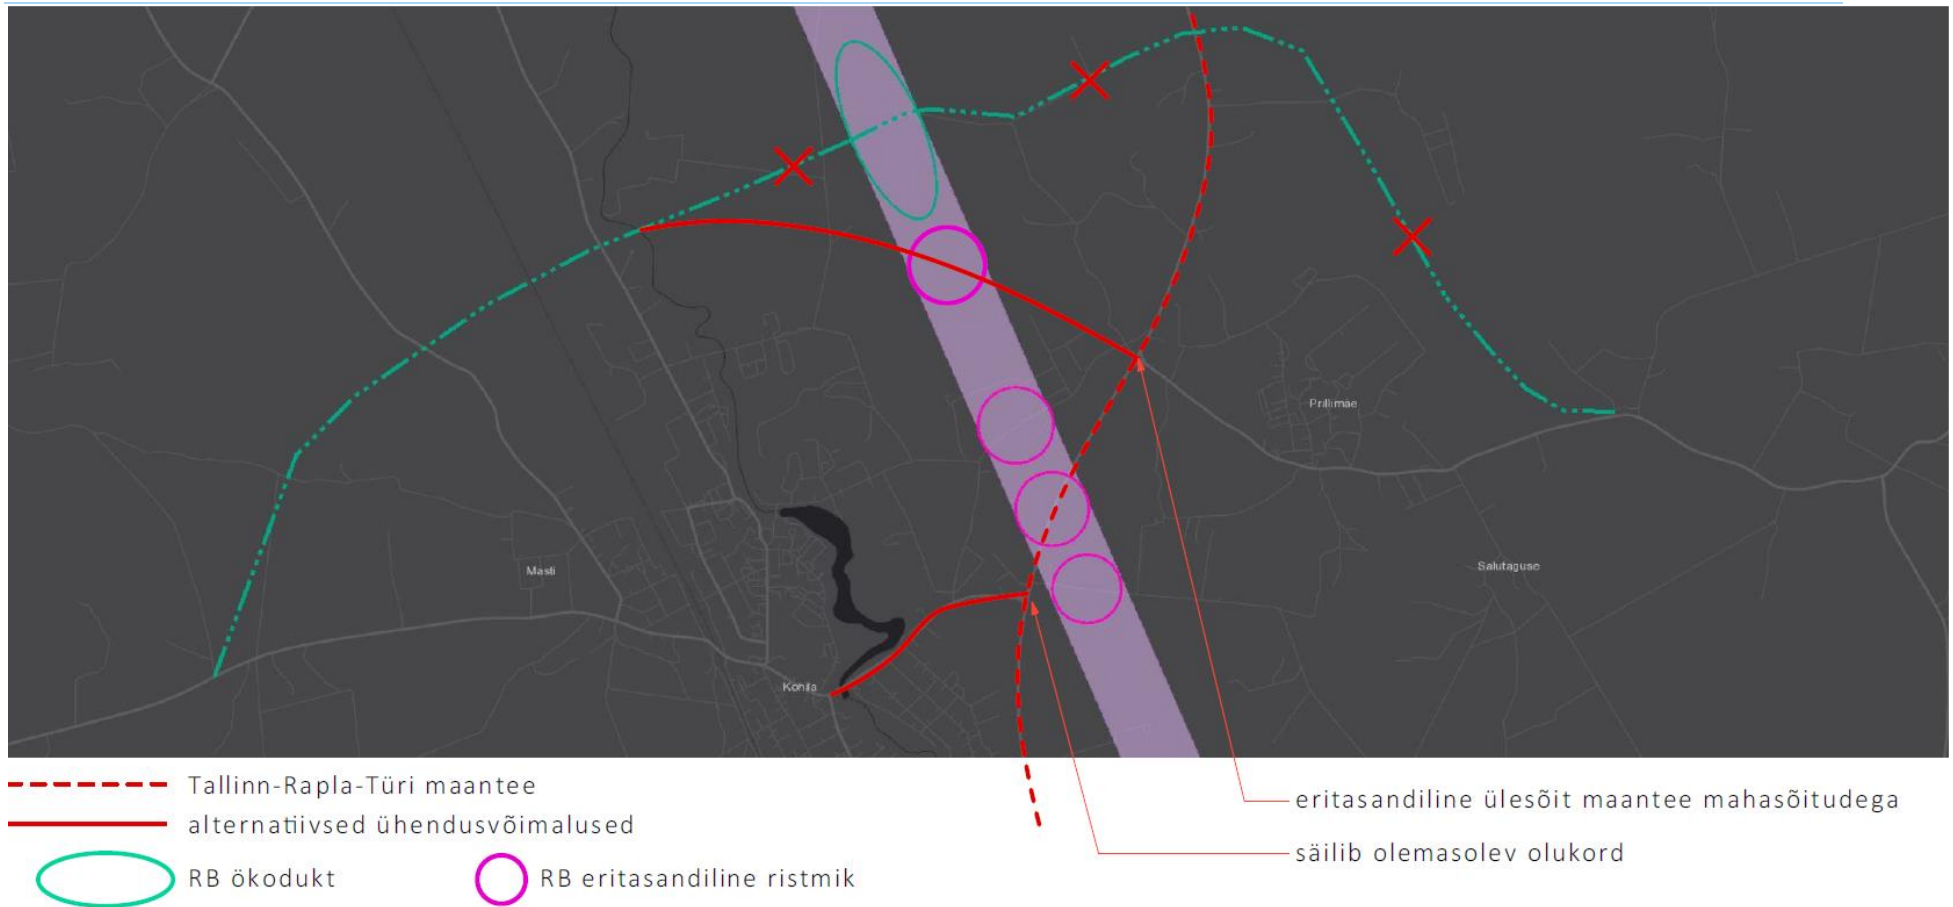 Prillimäe
Masti
Salutaguse
Kohila
Tallinn-Rapla-Türi maantee
alternatiivsed ühendusvõimalused
RB ökodukt
RB eritasandiline ristmik
eritasandiline ülesõit maantee mahasõitudega
säilib olemasolev olukord